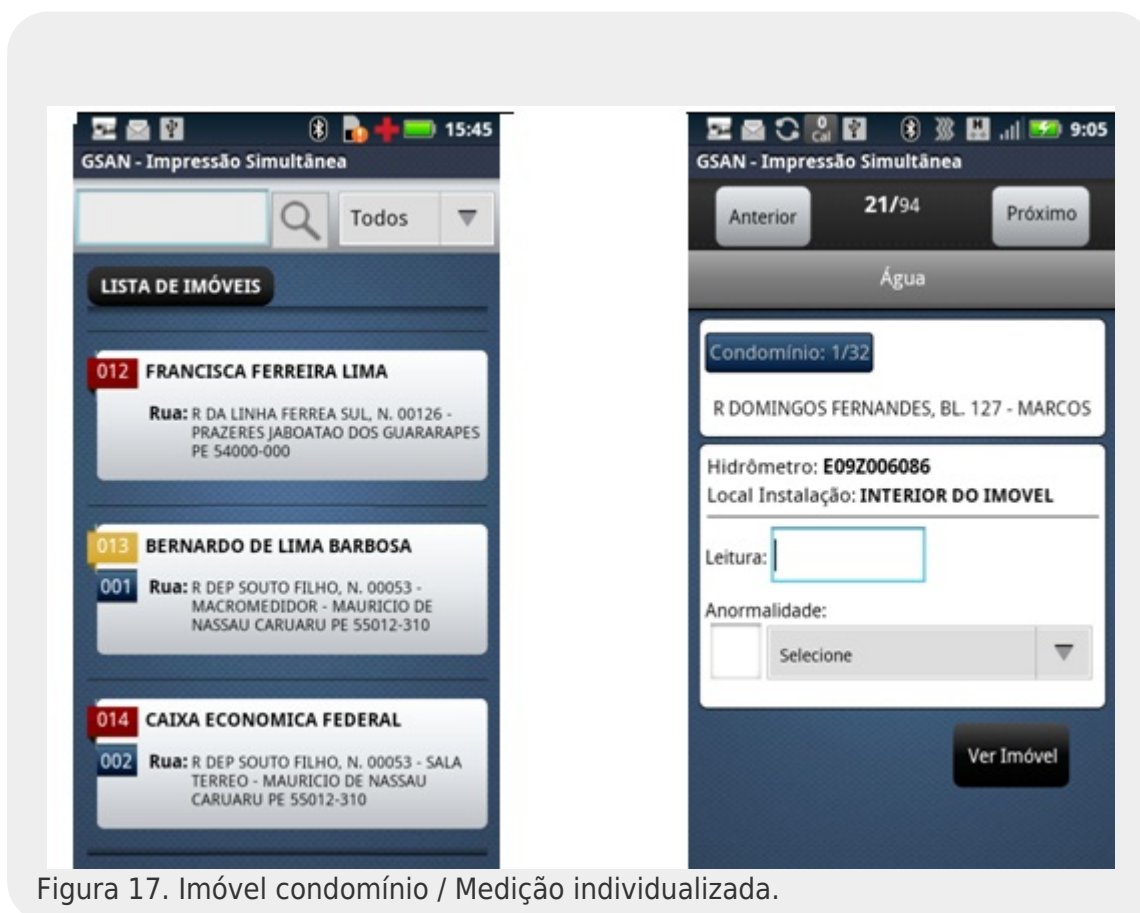 15:45
GSAN - Impressão Simultânea
Todos
LISTA DE IMÓVEIS
012 FRANCISCA FERREIRA LIMA
Rua: R DA LINHA FERREA SUL, N. 00126 -
PRAZERES JABOATAO DOS GUARARAPES
PE 54000-000
013 BERNARDO DE LIMA BARBOSA
001 Rua: R DEP SOUTO FILHO, N. 00053 -
MACROMEDIDOR - MAURICIO DE
NASSAU CARUARU PE 55012-310
014 CAIXA ECONOMICA FEDERAL
002 Rua: R DEP SOUTO FILHO, N. 00053 - SALA
TERREO - MAURICIO DE NASSAU
CARUARU PE 55012-310
0
Cal
H
9:05
GSAN - Impressão Simultânea
Anterior 21/94 Próximo
Água
Condomínio: 1/32
R DOMINGOS FERNANDES, BL. 127 - MARCOS
Hidrômetro: E09Z006086
Local Instalação: INTERIOR DO IMOVEL
Leitura:
Anormalidade:
Selecione
Ver Imóvel
Figura 17. Imóvel condomínio / Medição individualizada.